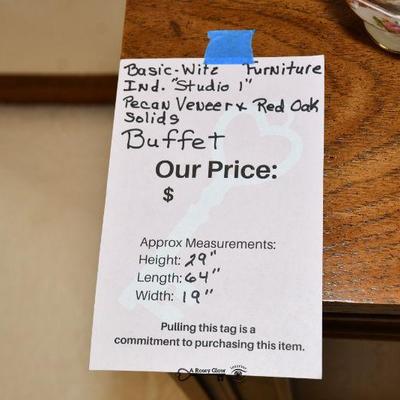 Basic-Witz Furniture
Ind. "Studio 1"
Pecan Veneer & Red Oak
Solids
Buffet
Our Price:
$
Approx Measurements:
Height: 29"
Length: 64"
Width: 19"
Pulling this tag is a
commitment to purchasing this item.
A Rosey Glow